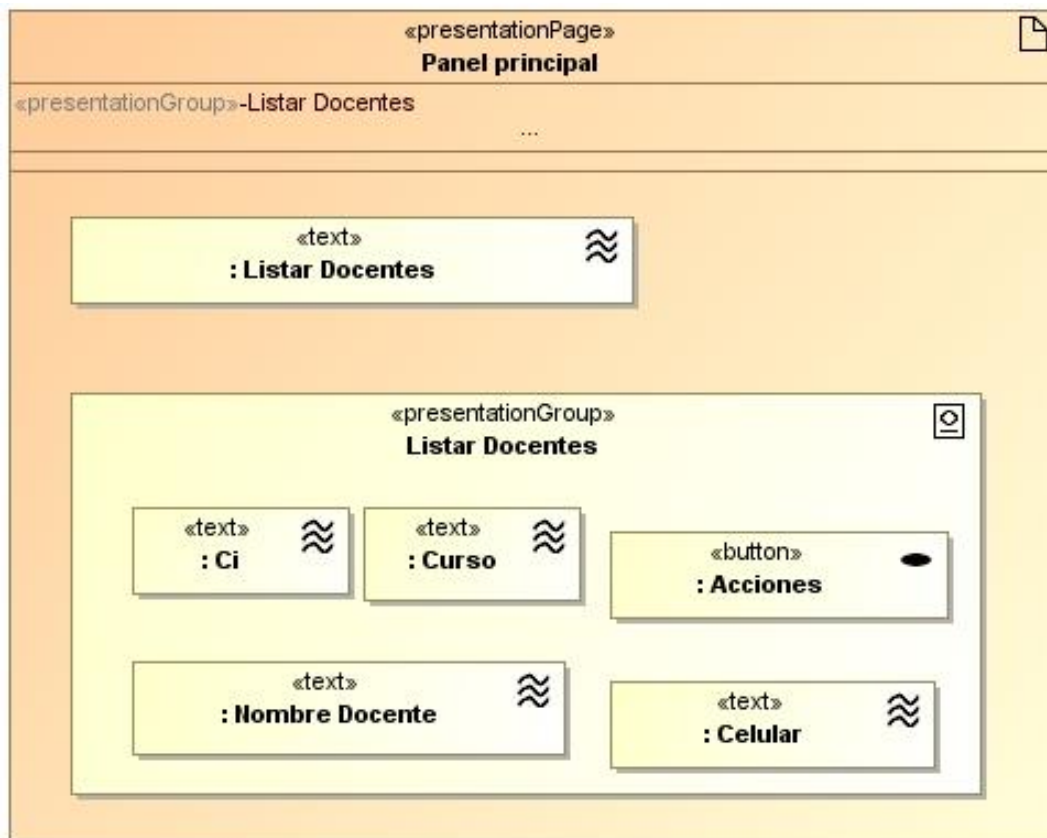 «presentationPage»
Panel principal
«presentationGroup»-Listar Docentes
...
«text»
: Listar Docentes
«presentationGroup»
Listar Docentes
«text»
: Ci
«text»
: Curso
«button»
: Acciones
«text»
: Nombre Docente
«text»
: Celular